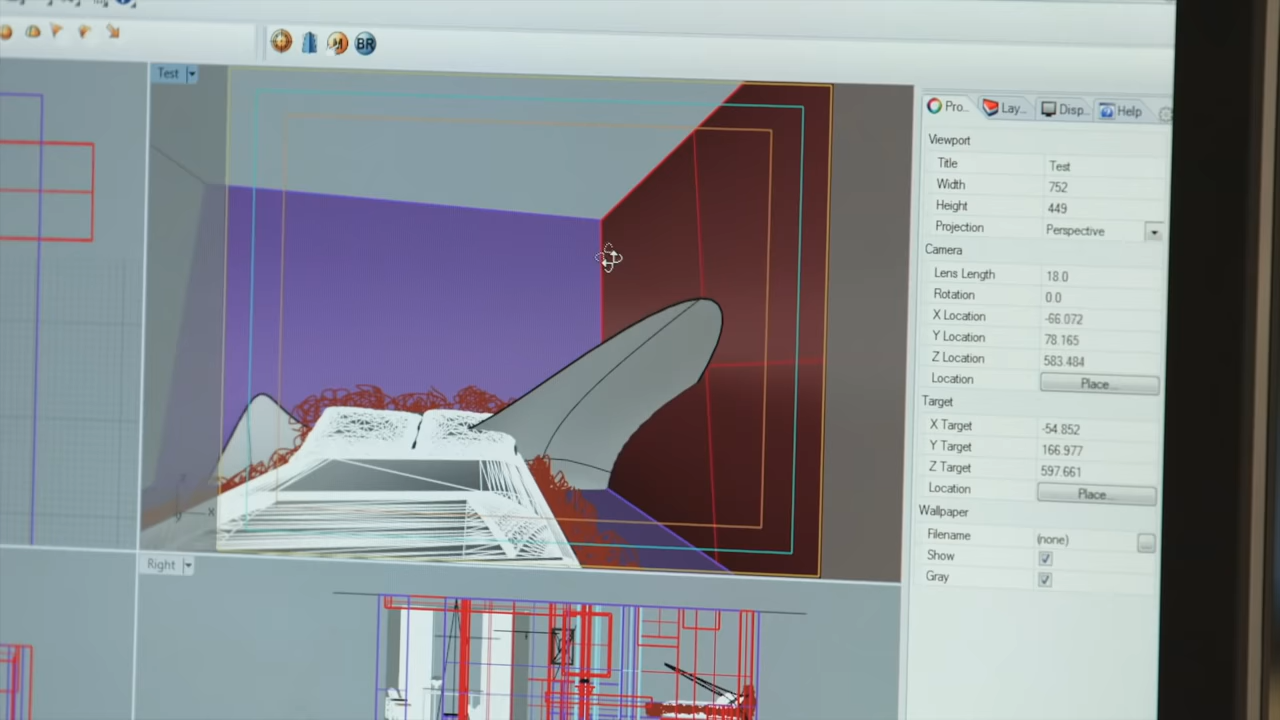 BR
Test
Pro... Lay... Disp... Help
Viewport
Title Test
Width 752
Height 449
Projection Perspective
Camera
Lens Length 18.0
Rotation 0.0
X Location -66.072
Y Location 78.165
Z Location 583.484
Location Place...
Target
X Target -54.852
Y Target 166.977
Z Target 597.661
Location Place...
Wallpaper
Filename (none)
Show
Gray
Right